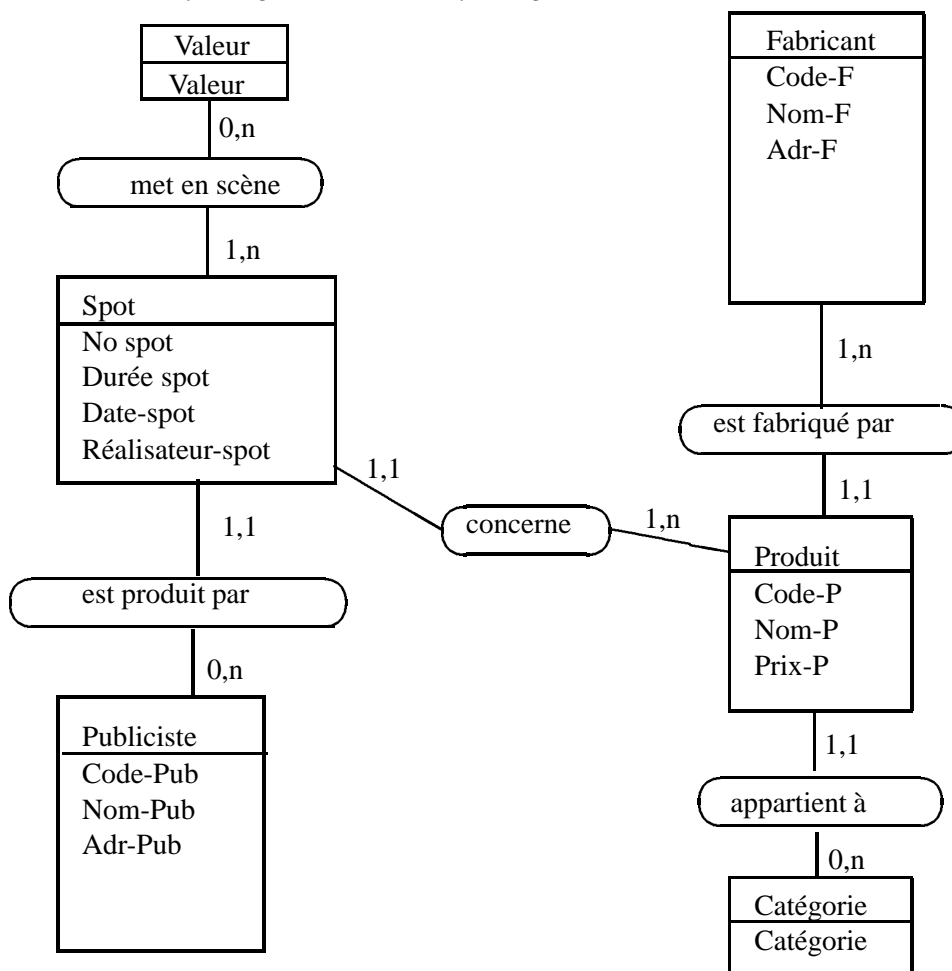 Valeur
Valeur
0,n
met en scène
1,n
Spot
No spot
Durée spot
Date-spot
Réalisateur-spot
1,1
est produit par
0,n
Publiciste
Code-Pub
Nom-Pub
Adr-Pub
1,1
concerne
1,n
Fabricant
Code-F
Nom-F
Adr-F
1,n
est fabriqué par
1,1
Produit
Code-P
Nom-P
Prix-P
1,1
appartient à
0,n
Catégorie
Catégorie